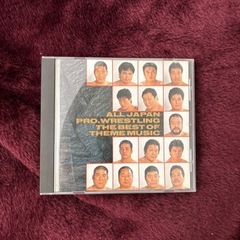 ALL JAPAN
PRO.WRESTLING
THE BEST OF
THEME MUSIC